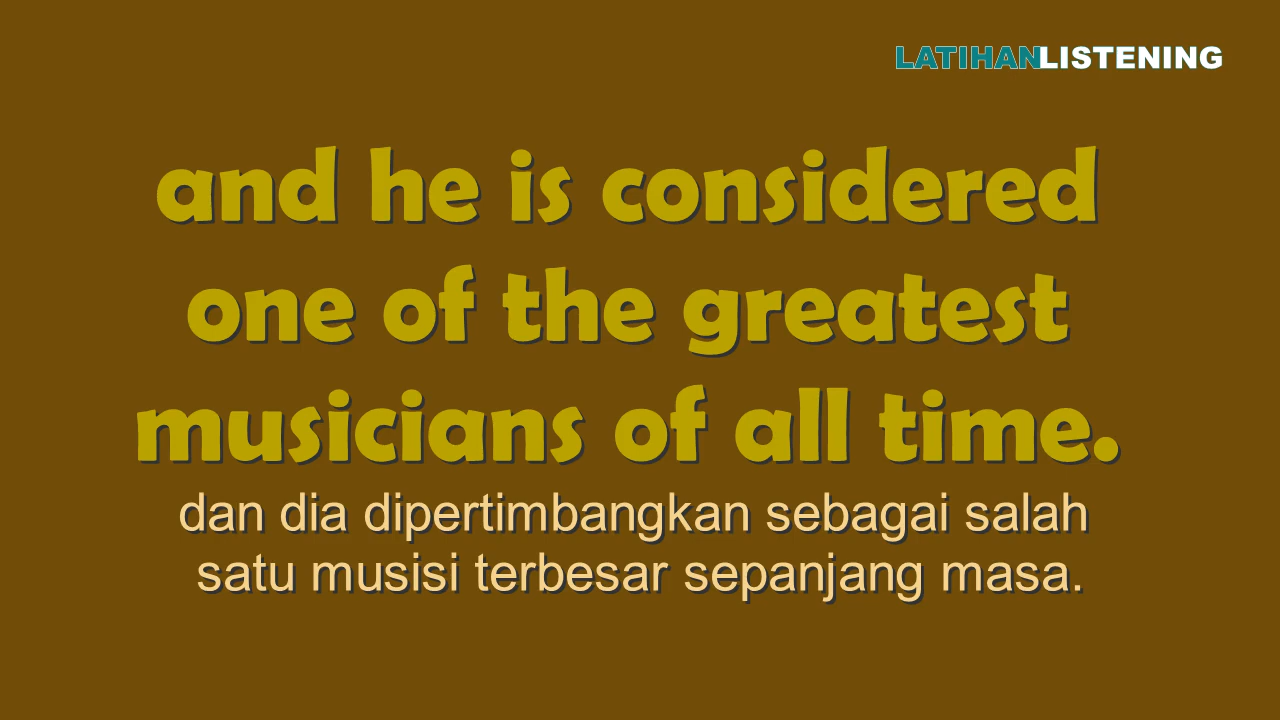 LATIHANLISTENING
and he is considered
one of the greatest
musicians of all time.
dan dia dipertimbangkan sebagai salah
satu musisi terbesar sepanjang masa.